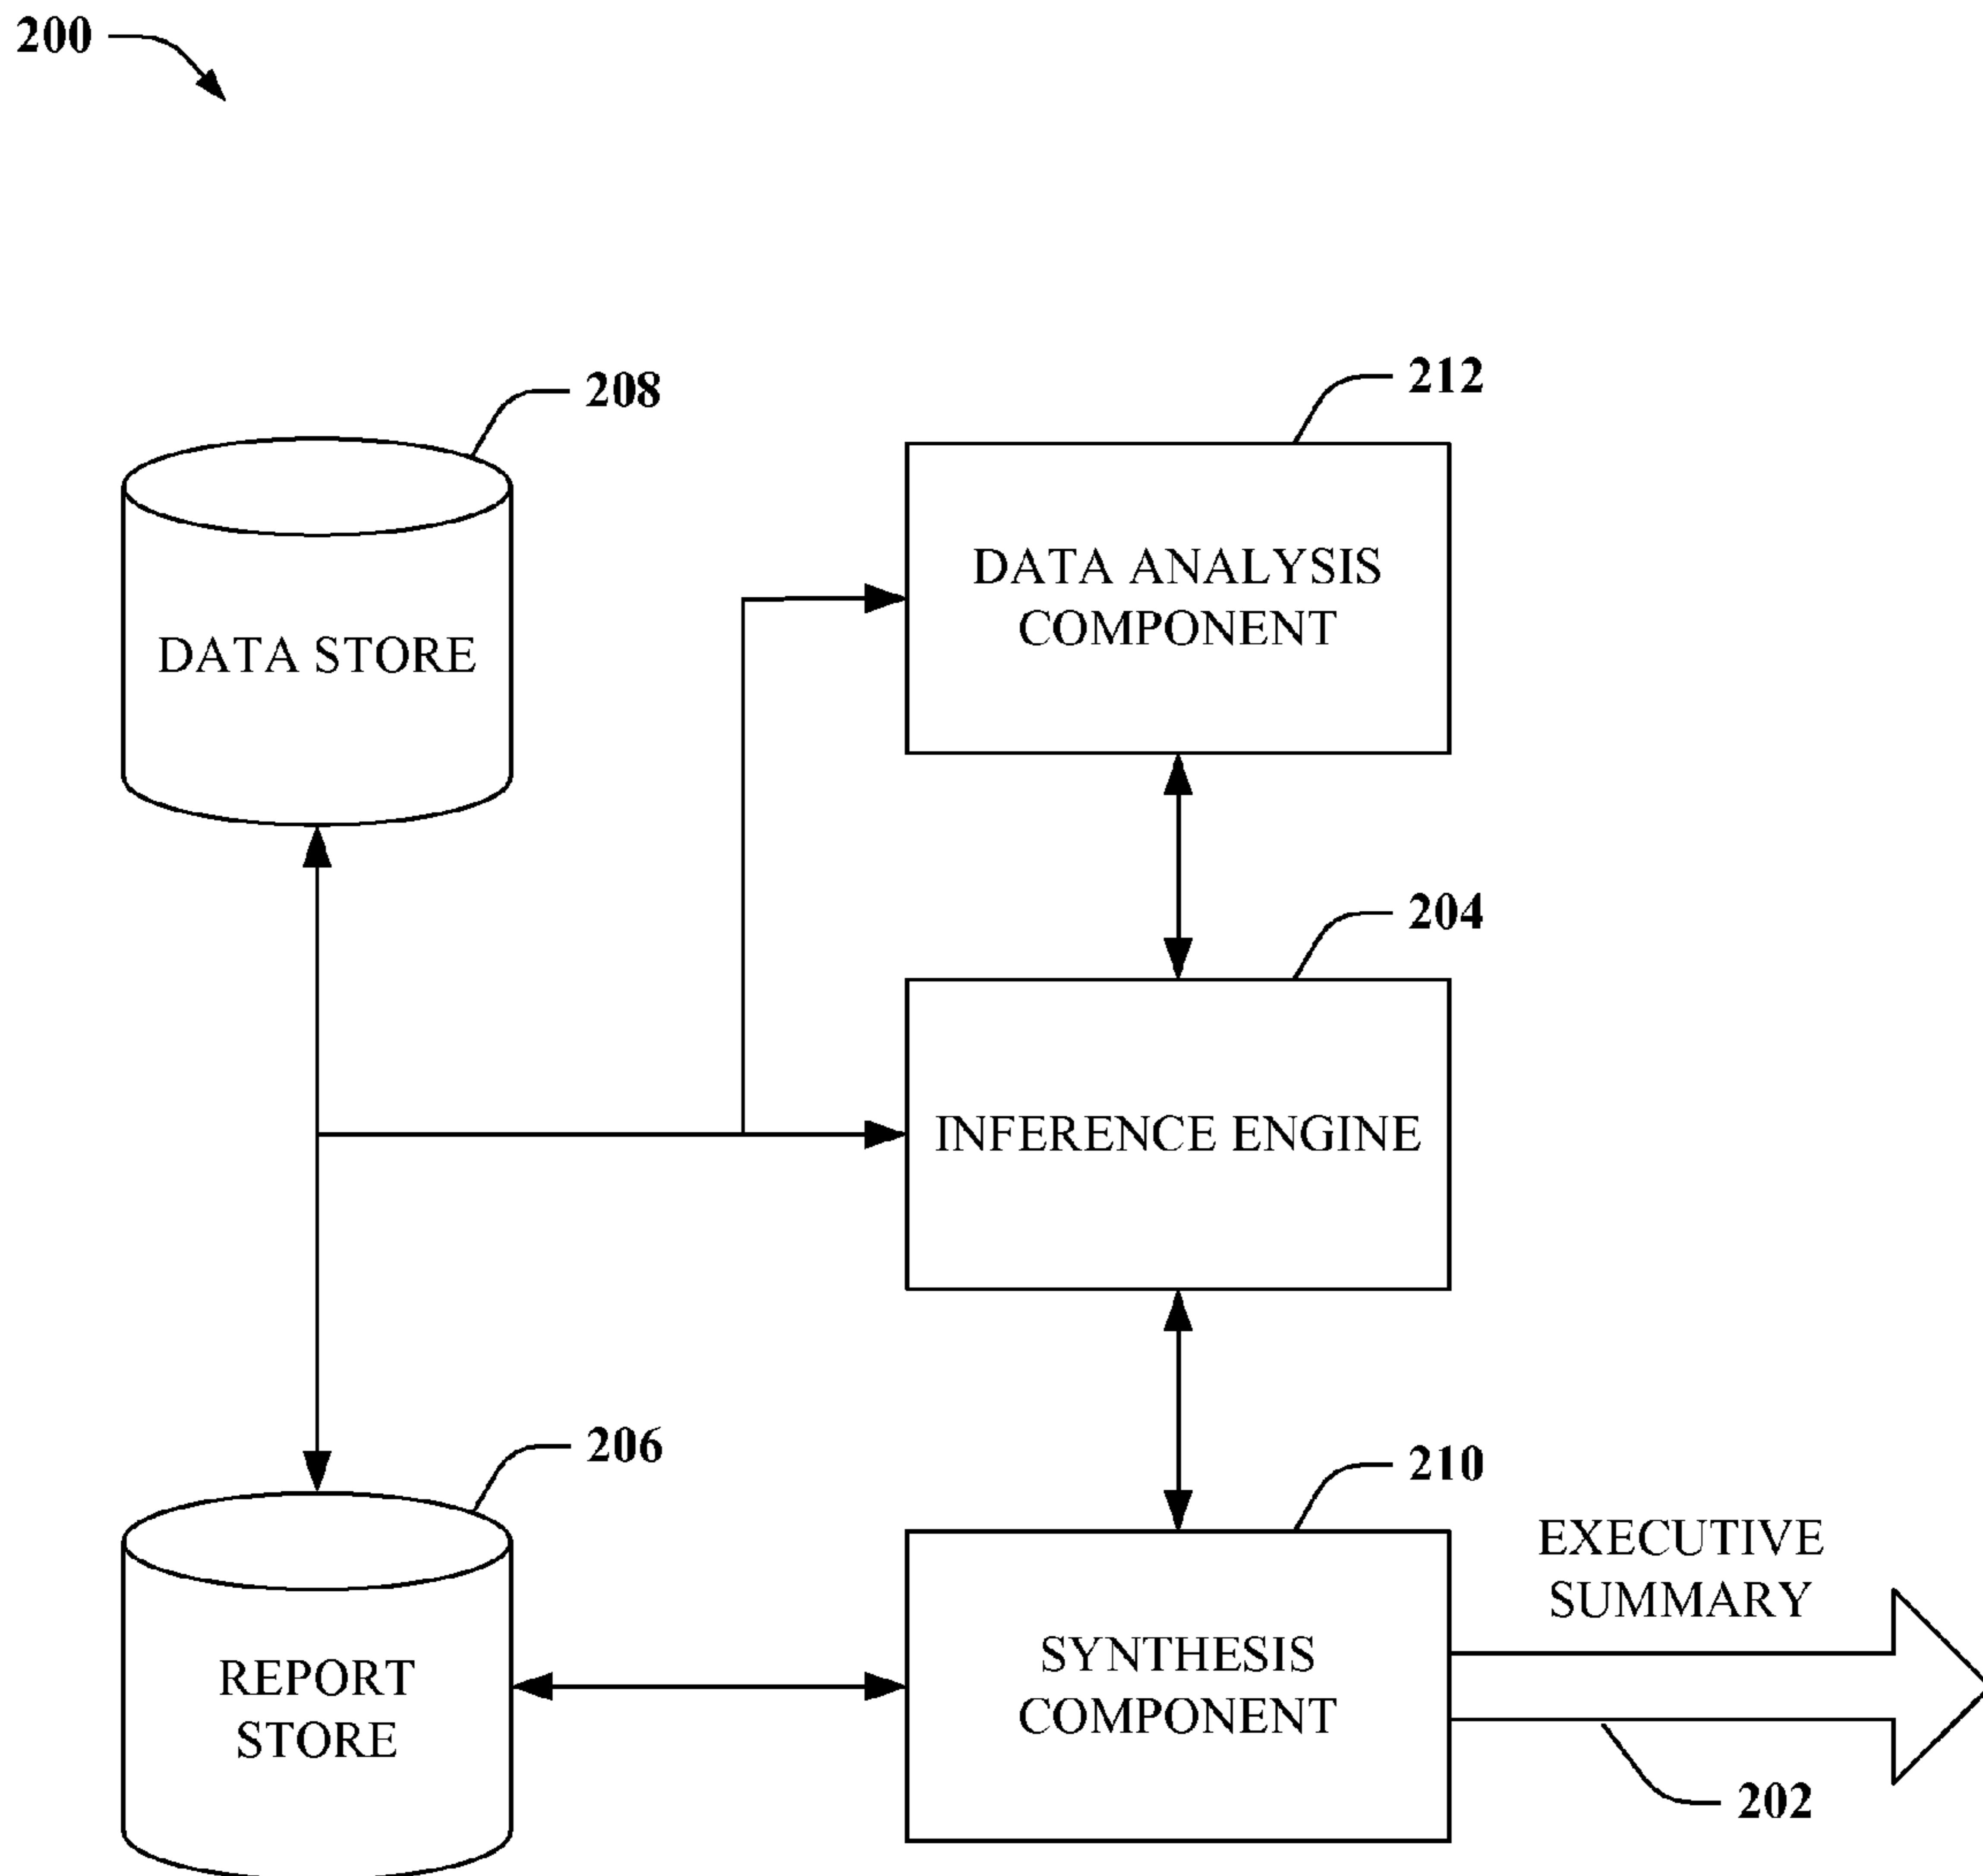 200
208
212
DATA STORE
DATA ANALYSIS
COMPONENT
204
INFERENCE ENGINE
206
210
EXECUTIVE
SUMMARY
REPORT
STORE
SYNTHESIS
COMPONENT
202